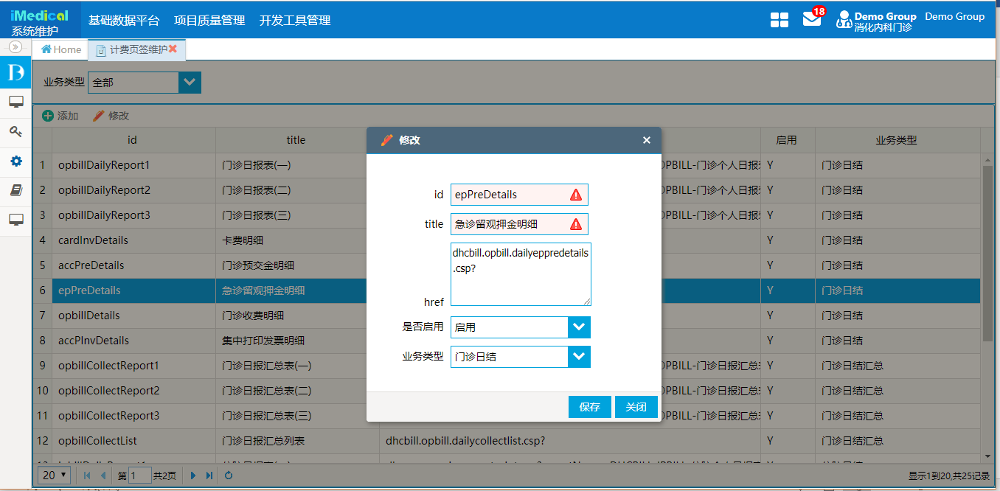 iMedical
系统维护
基础数据平台 项目质量管理 开发工具管理
18
Demo Group
消化内科门诊
Demo Group
Home 计费页签维护
业务类型 全部
添加 修改
id title 启用 业务类型
1 opbillDailyReport1 门诊日报表(一) OPBILL-门诊个人日报表 Y 门诊日结
2 opbillDailyReport2 门诊日报表(二) OPBILL-门诊个人日报表 Y 门诊日结
3 opbillDailyReport3 门诊日报表(三) OPBILL-门诊个人日报表 Y 门诊日结
4 cardInvDetails 卡费明细 Y 门诊日结
5 accPreDetails 门诊预交金明细 Y 门诊日结
6 epPreDetails 急诊留观押金明细 Y 门诊日结
7 opbillDetails 门诊收费明细 Y 门诊日结
8 accPInvDetails 集中打印发票明细 Y 门诊日结
9 opbillCollectReport1 门诊日报汇总表(一) OPBILL-门诊日报汇总表 Y 门诊日结汇总
10 opbillCollectReport2 门诊日报汇总表(二) OPBILL-门诊日报汇总表 Y 门诊日结汇总
11 opbillCollectReport3 门诊日报汇总表(三) OPBILL-门诊日报汇总表 Y 门诊日结汇总
12 opbillCollectList 门诊日报汇总列表 dhcbill.opbill.dailycollectlist.csp? Y 门诊日结汇总
修改
id epPreDetails
title 急诊留观押金明细
dhcbill.opbill.dailyeppredetails
.csp?
href
是否启用 启用
业务类型 门诊日结
保存 关闭
20 第 1 共2页
显示1到20,共25记录